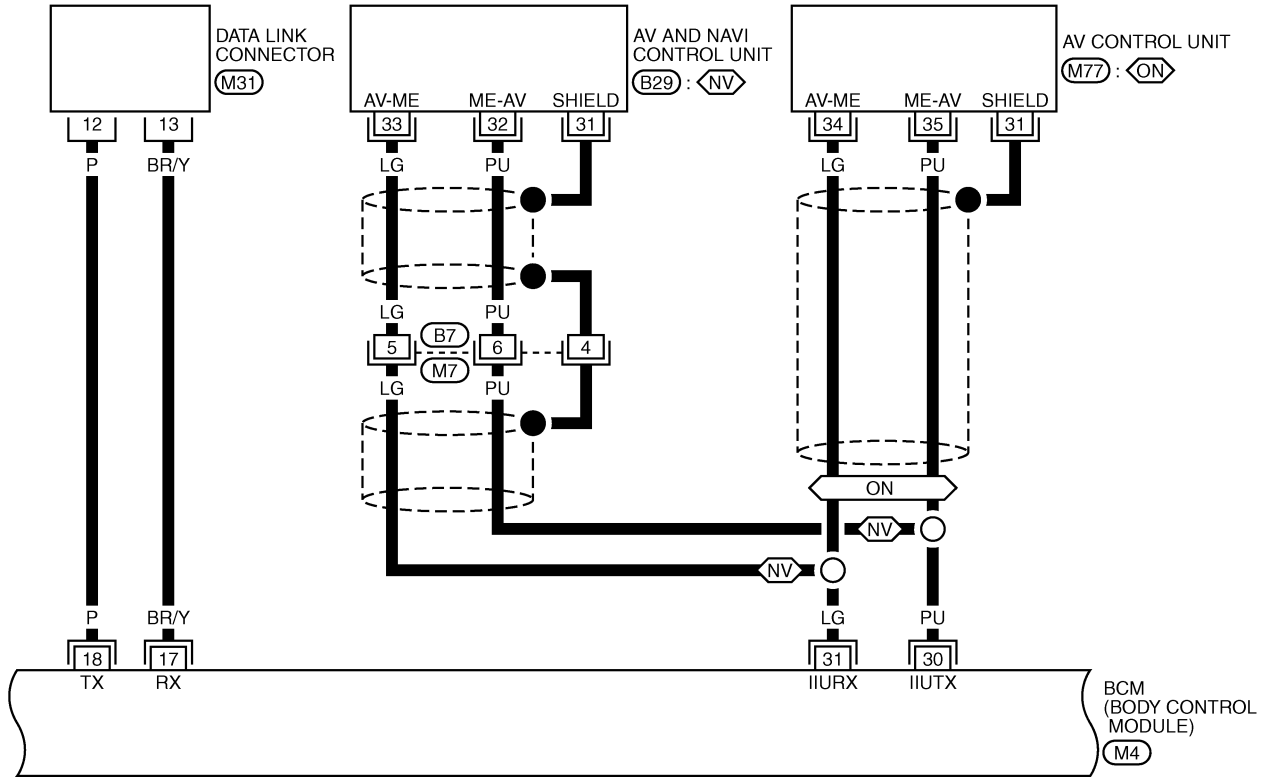 DATA LINK
CONNECTOR
M31
AV AND NAVI
CONTROL UNIT
B29 : NV
AV CONTROL UNIT
M77 : ON
AV-ME ME-AV SHIELD
AV-ME ME-AV SHIELD
12 13
33 32 31
34 35 31
P BR/Y
LG PU
LG PU
LG PU
B7
5 6 4
M7
LG PU
ON
NV
NV
P BR/Y
LG PU
18 17
31 30
TX RX
IIURX IIUTX
BCM
(BODY CONTROL
MODULE)
M4